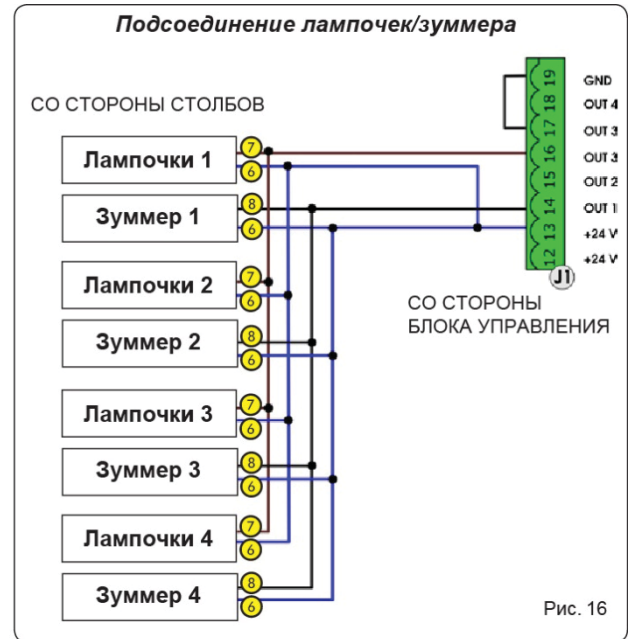 Подсоединение лампочек/зуммера
СО СТОРОНЫ СТОЛБОВ
Лампочки 1
7
6
Зуммер 1
8
6
Лампочки 2
7
6
Зуммер 2
8
6
Лампочки 3
7
6
Зуммер 3
8
6
Лампочки 4
7
6
Зуммер 4
8
6
19 GND
18 OUT 4
17 OUT 3
16 OUT 3
15 OUT 2
14 OUT 1
13 +24 V
12 +24 V
J1
СО СТОРОНЫ
БЛОКА УПРАВЛЕНИЯ
Рис. 16